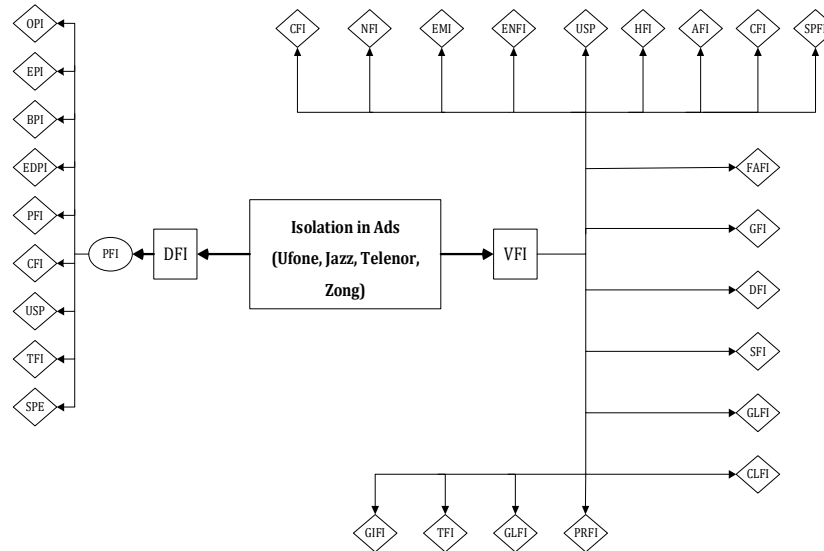 OPI
EPI
BPI
EDPI
PFI
CFI
USP
TFI
SPE
PFI
DFI
Isolation in Ads
(Ufone, Jazz, Telenor,
Zong)
VFI
CFI
NFI
EMI
ENFI
USP
HFI
AFI
CFI
SPFI
FAFI
GFI
DFI
SFI
GLFI
CLFI
GIFI
TFI
GLFI
PRFI